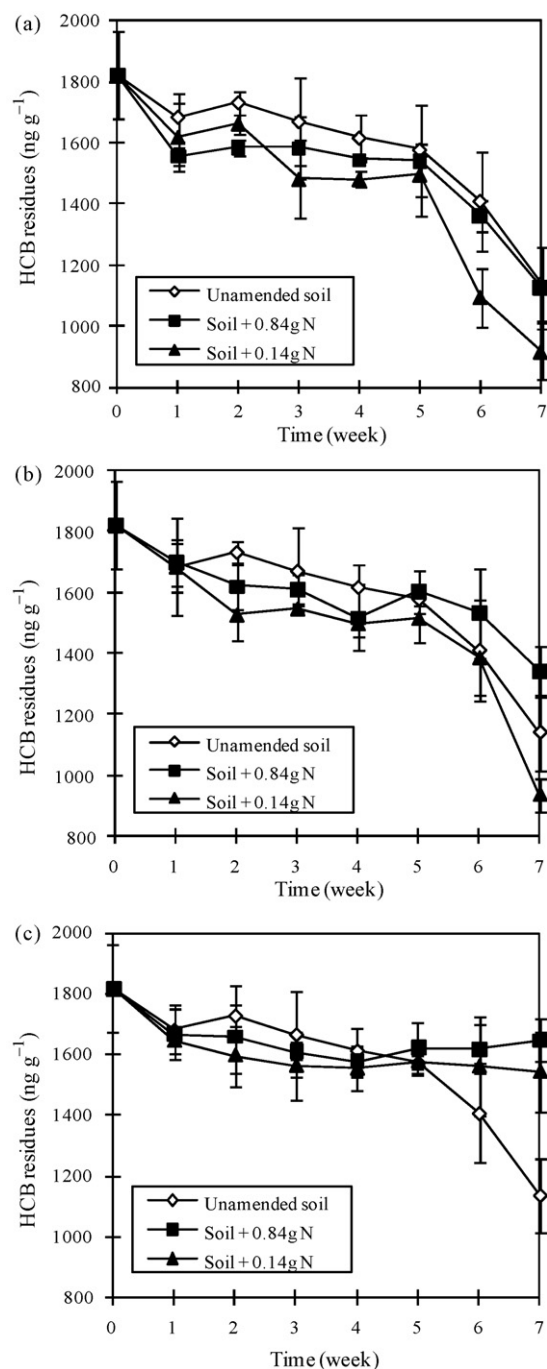 (a)
2000
1800
1600
1400
1200
1000
800
HCB residues (ng g⁻¹)
Unamended soil
Soil + 0.84g N
Soil + 0.14g N
0 1 2 3 4 5 6 7
Time (week)
(b)
2000
1800
1600
1400
1200
1000
800
HCB residues (ng g⁻¹)
Unamended soil
Soil + 0.84g N
Soil + 0.14g N
0 1 2 3 4 5 6 7
Time (week)
(c)
2000
1800
1600
1400
1200
1000
800
HCB residues (ng g⁻¹)
Unamended soil
Soil + 0.84g N
Soil + 0.14g N
0 1 2 3 4 5 6 7
Time (week)